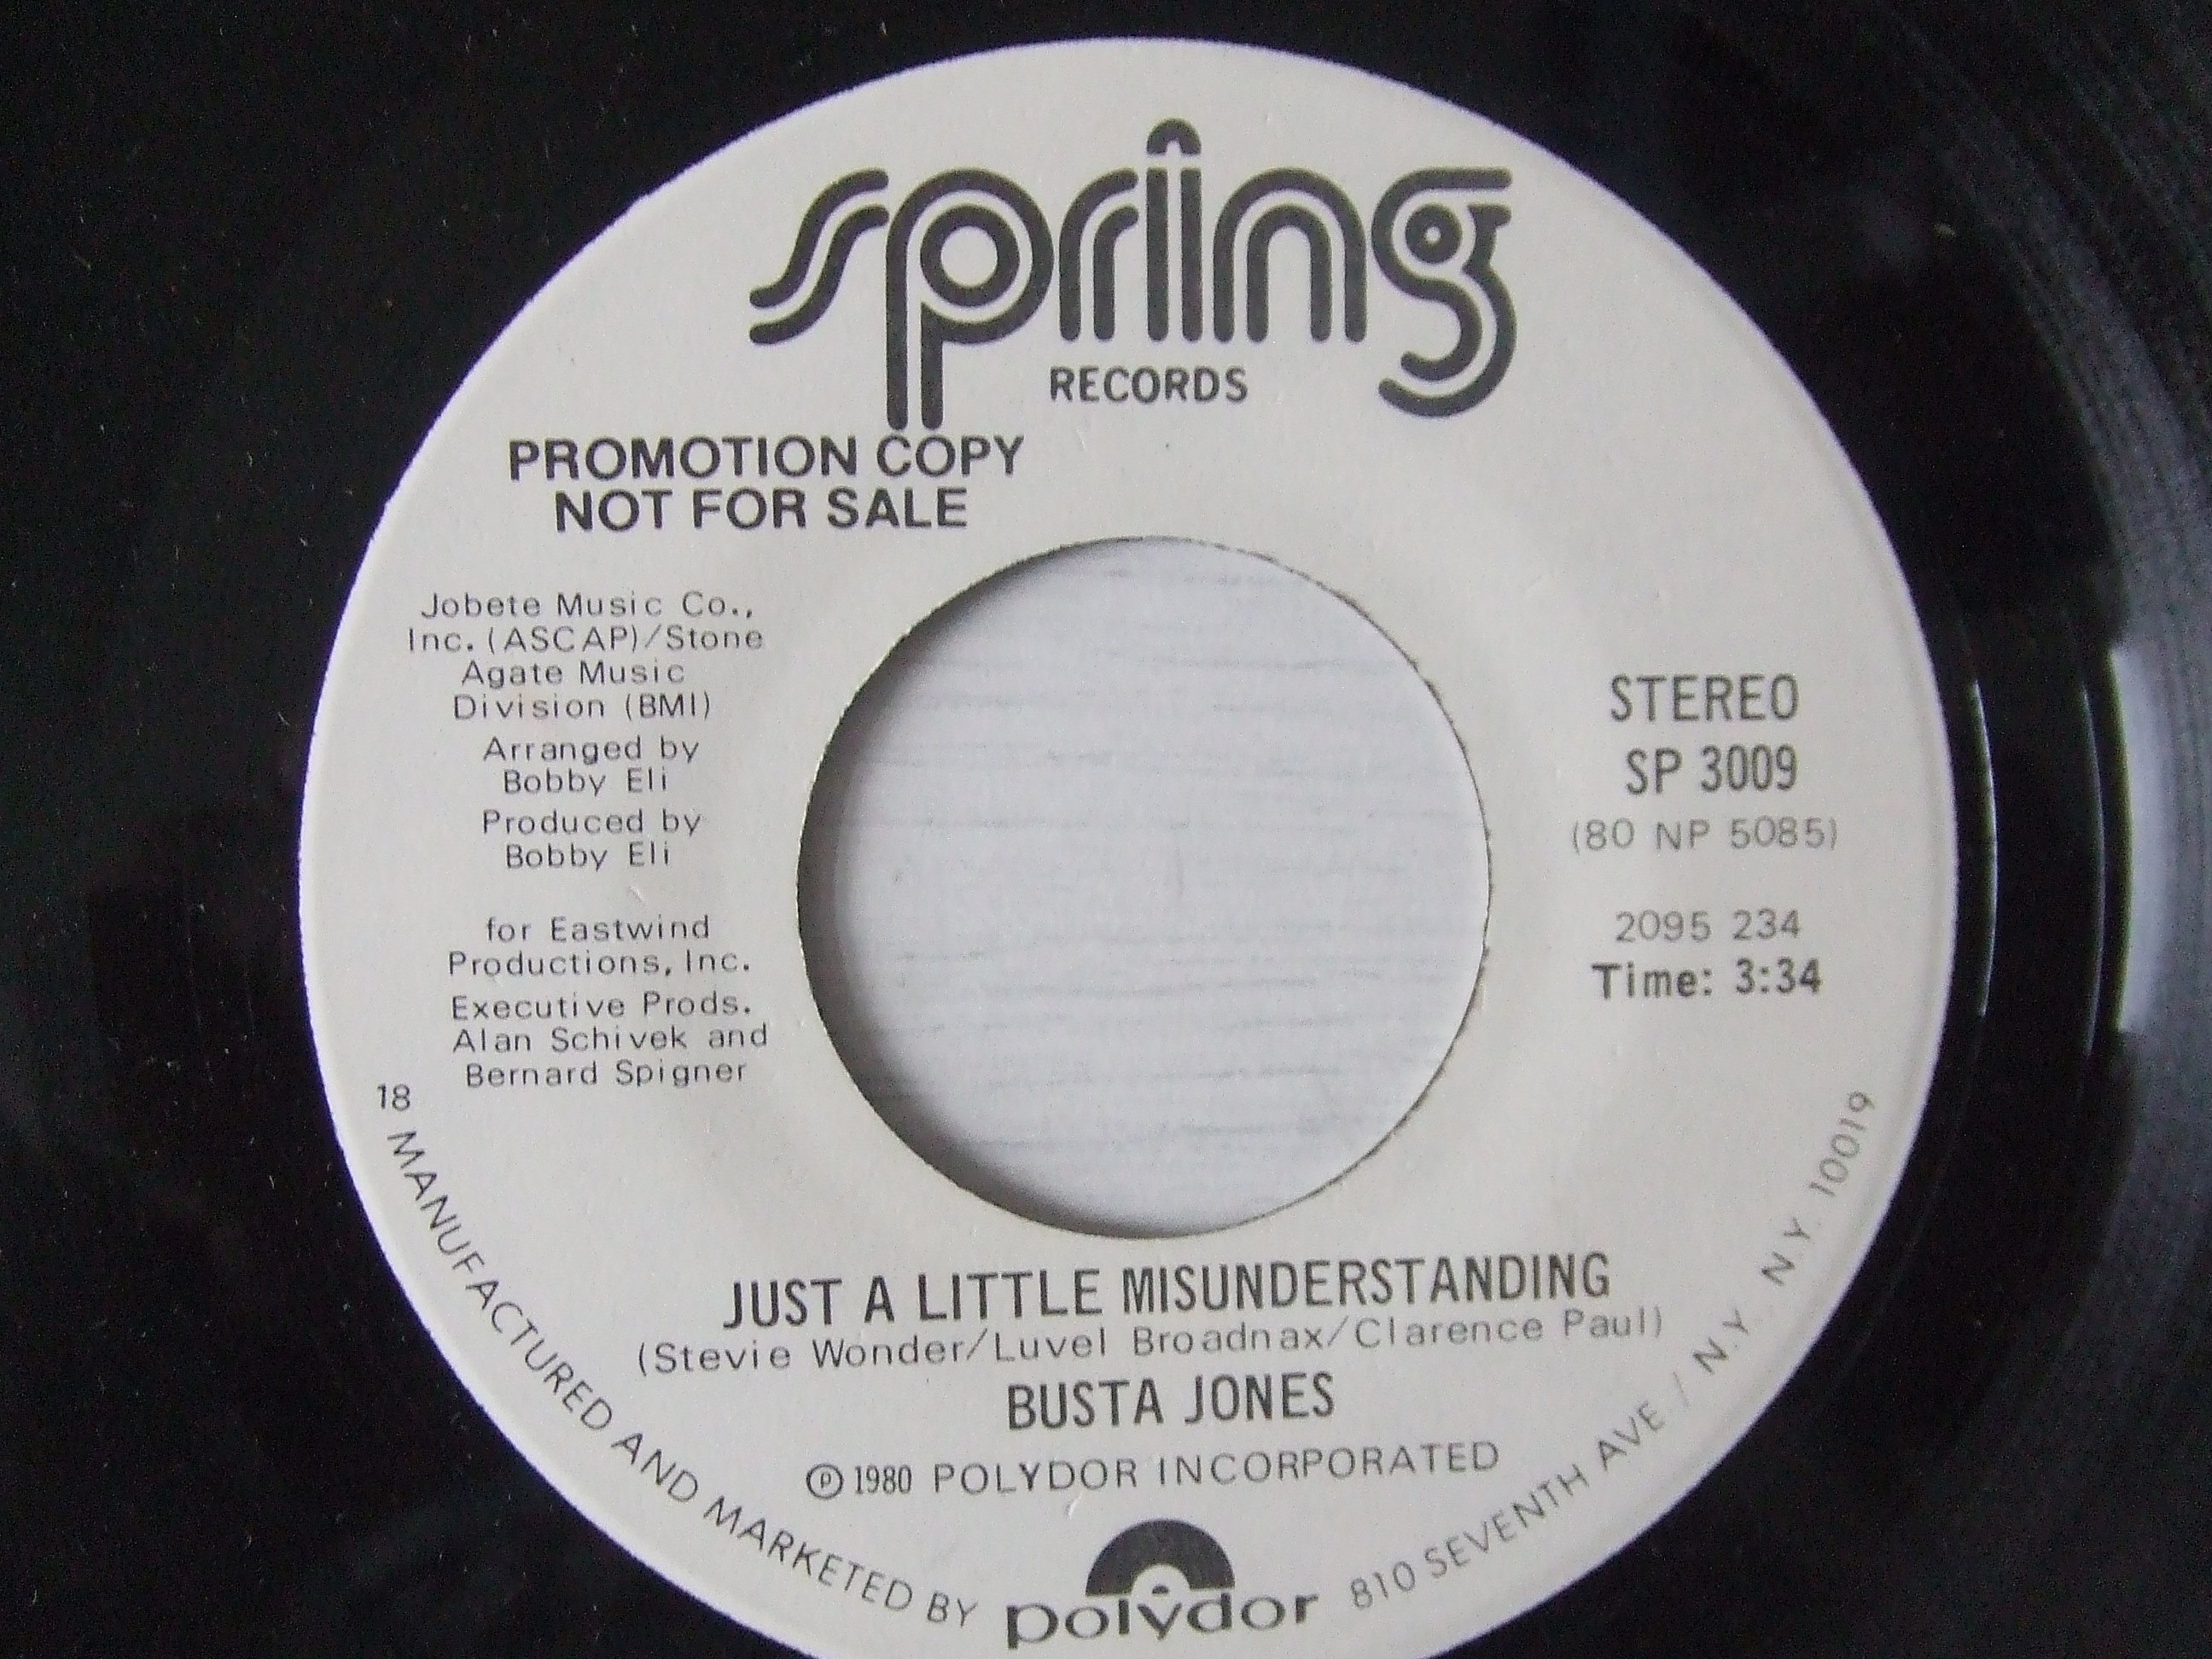 spring
RECORDS
PROMOTION COPY
NOT FOR SALE
Jobete Music Co.,
Inc. (ASCAP)/Stone
Agate Music
Division (BMI)
Arranged by
Bobby Eli
Produced by
Bobby Eli
for Eastwind
Productions, Inc.
Executive Prods.
Alan Schivek and
Bernard Spigner
STEREO
SP 3009
(80 NP 5085)
2095 234
Time: 3:34
JUST A LITTLE MISUNDERSTANDING
(Stevie Wonder/Luvel Broadnax/Clarence Paul)
BUSTA JONES
℗ 1980 POLYDOR INCORPORATED
18 MANUFACTURED AND MARKETED BY polydor 810 SEVENTH AVE / N.Y. N.Y. 10019